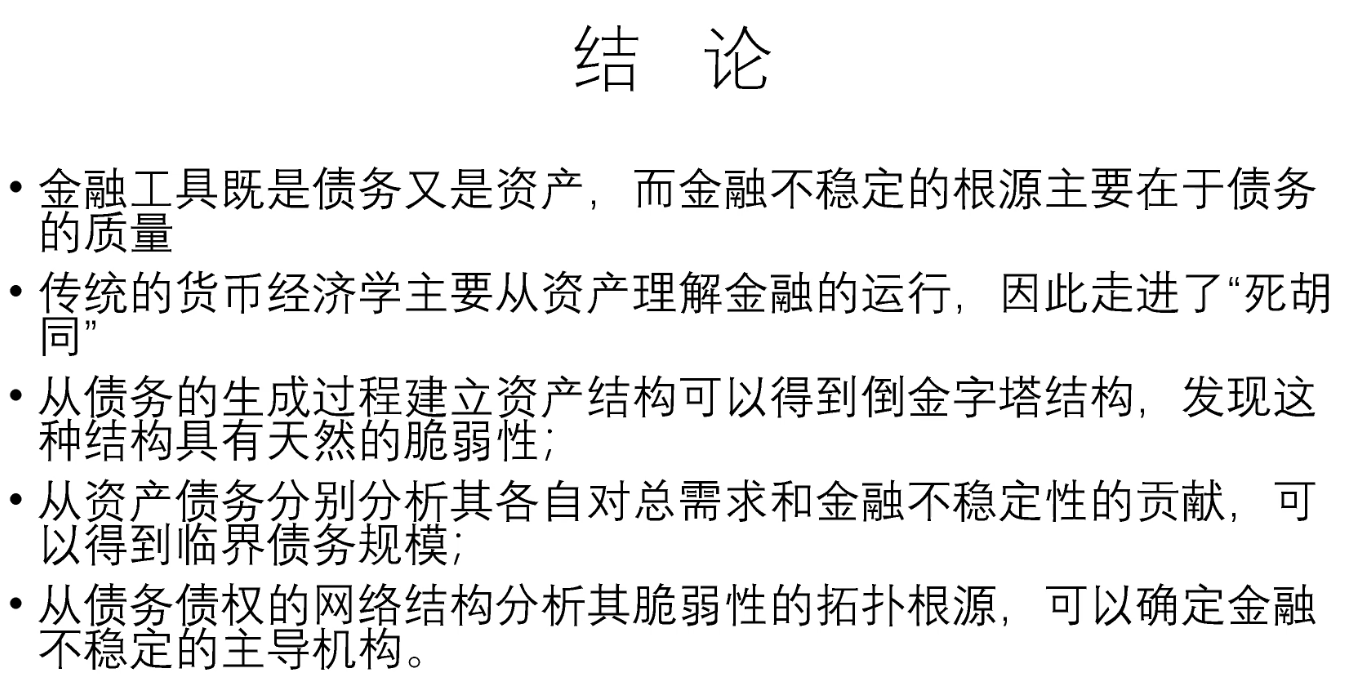 结 论
• 金融工具既是债务又是资产，而金融不稳定的根源主要在于债务
的质量
• 传统的货币经济学主要从资产理解金融的运行，因此走进了“死胡
同”
• 从债务的生成过程建立资产结构可以得到倒金字塔结构，发现这
种结构具有天然的脆弱性；
• 从资产债务分别分析其各自对总需求和金融不稳定性的贡献，可
以得到临界债务规模；
• 从债务债权的网络结构分析其脆弱性的拓扑根源，可以确定金融
不稳定的主导机构。